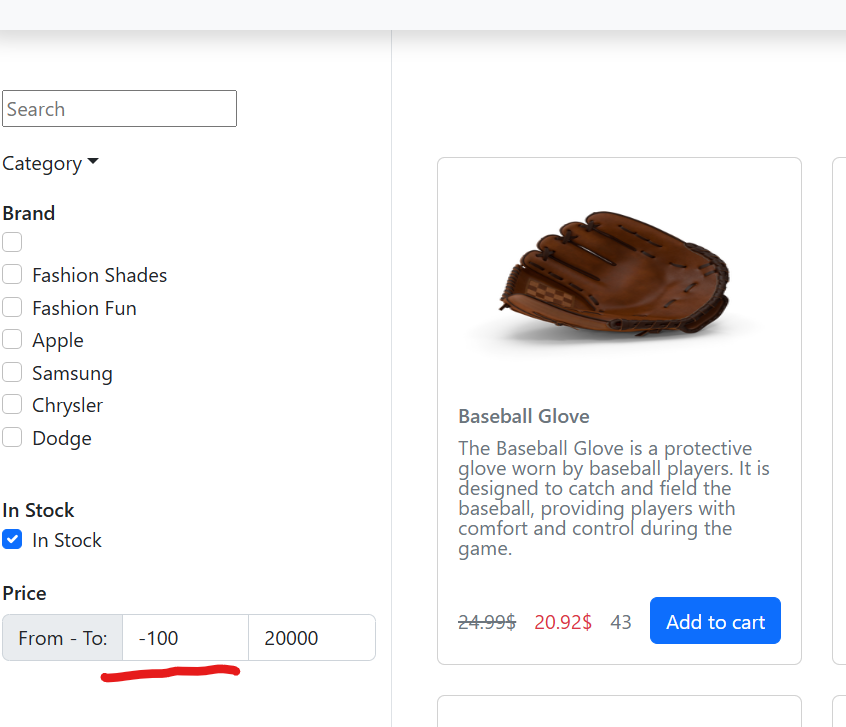 Search
Category
Brand
Fashion Shades
Fashion Fun
Apple
Samsung
Chrysler
Dodge
In Stock
In Stock
Price
From - To: -100 20000
Baseball Glove
The Baseball Glove is a protective
glove worn by baseball players. It is
designed to catch and field the
baseball, providing players with
comfort and control during the
game.
24.99$ 20.92$ 43 Add to cart